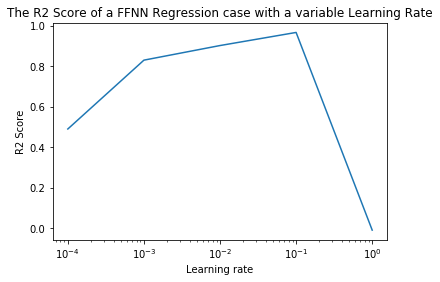 The R2 Score of a FFNN Regression case with a variable Learning Rate
1.0
0.8
0.6
0.4
0.2
0.0
R2 Score
10⁻⁴ 10⁻³ 10⁻² 10⁻¹ 10⁰
Learning rate